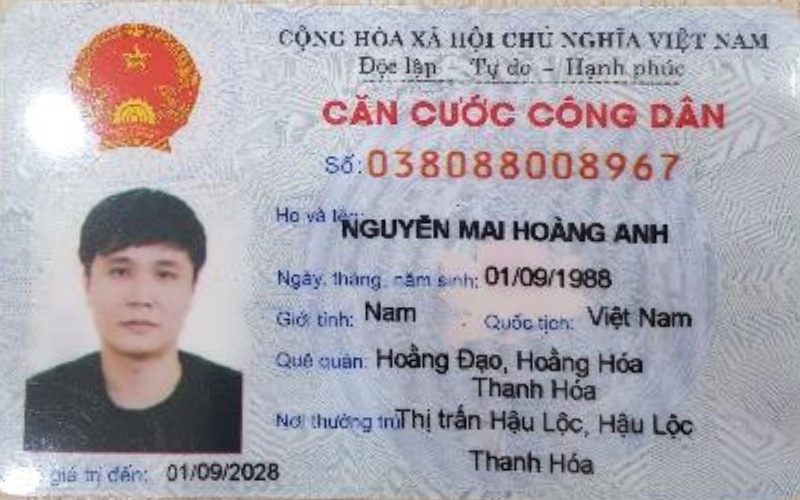 CỘNG HÒA XÃ HỘI CHỦ NGHĨA VIỆT NAM
Độc lập - Tự do - Hạnh phúc
CĂN CƯỚC CÔNG DÂN
Số: 038088008967
Họ và tên: NGUYỄN MAI HOÀNG ANH
Ngày, tháng, năm sinh: 01/09/1988
Giới tính: Nam Quốc tịch: Việt Nam
Quê quán: Hoằng Đạo, Hoằng Hóa
Thanh Hóa
Nơi thường trú: Thị trấn Hậu Lộc, Hậu Lộc
Thanh Hóa
giá trị đến: 01/09/2028